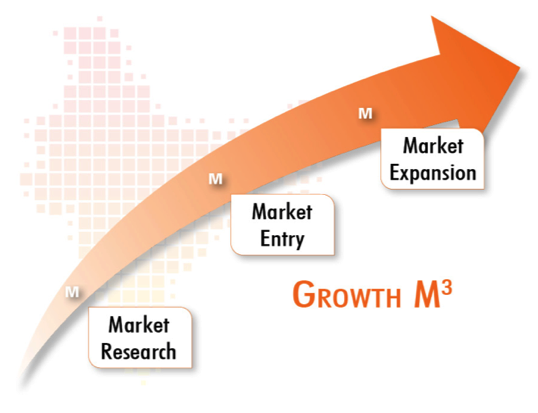 M
Market
Expansion
M
Market
Entry
GROWTH M³
M
Market
Research